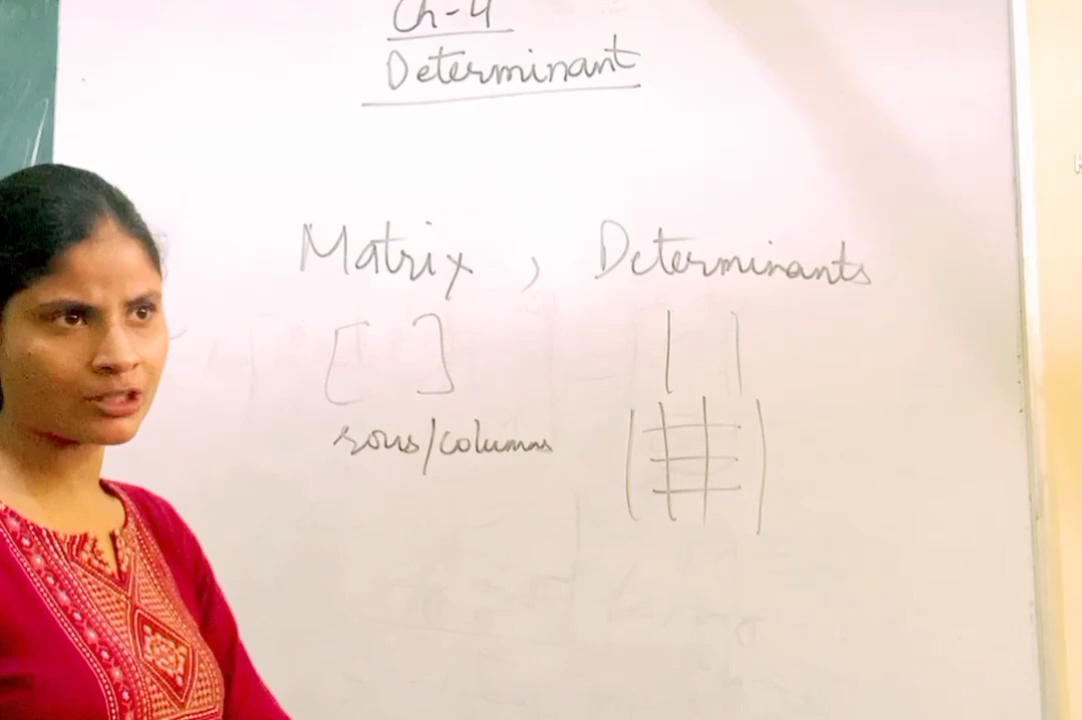 Ch-4
Determinant
Matrix , Determinants
[ ] | |
rows/columns